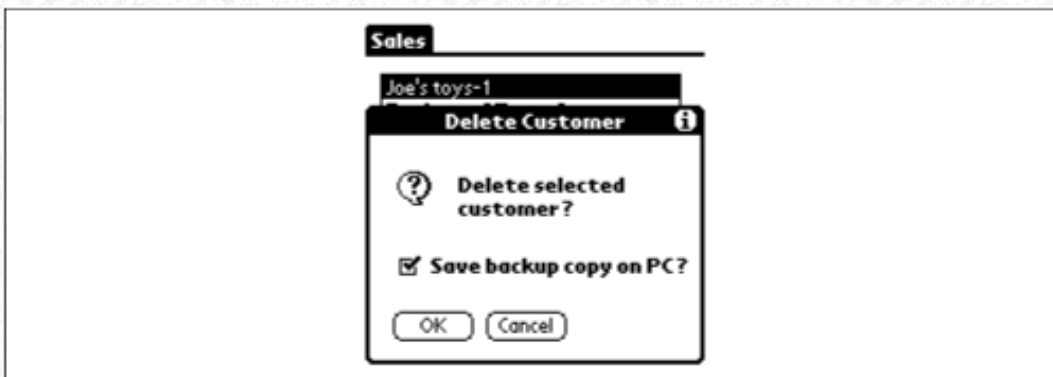 Sales
Joe's toys-1
Delete Customer
Delete selected
customer?
Save backup copy on PC?
OK Cancel